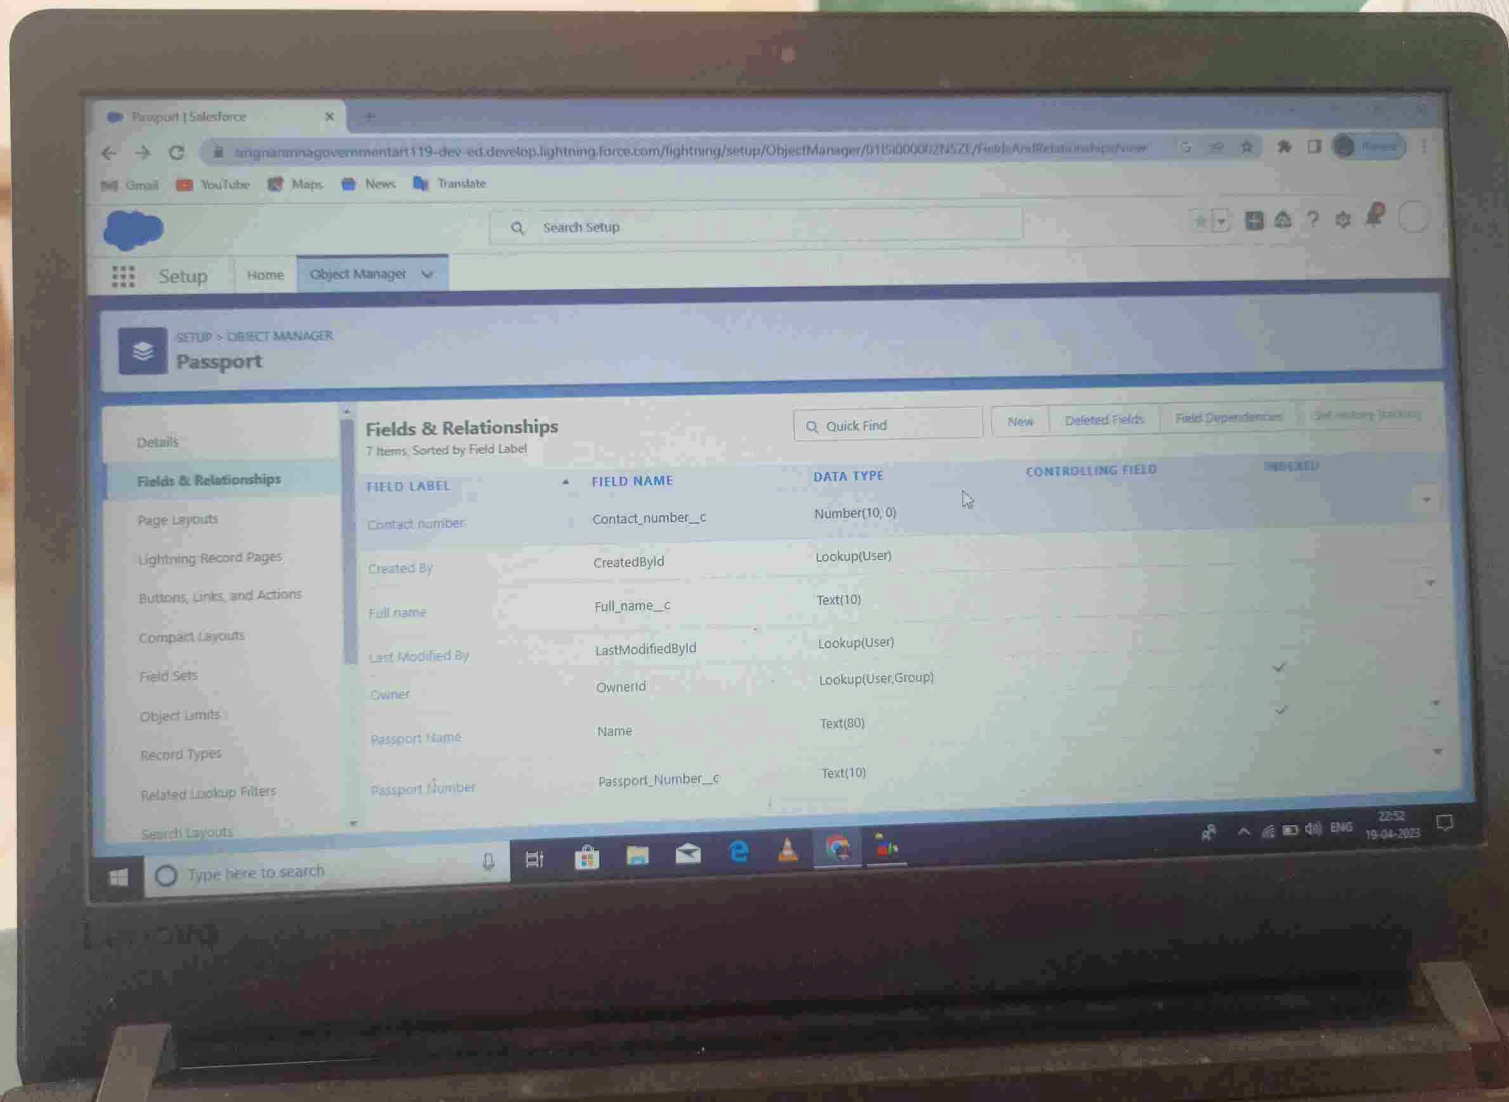 Passport | Salesforce
Gmail YouTube Maps News Translate
Search Setup
Setup Home Object Manager
SETUP > OBJECT MANAGER
Passport
Details
Fields & Relationships
Page Layouts
Lightning Record Pages
Buttons, Links, and Actions
Compact Layouts
Field Sets
Object Limits
Record Types
Related Lookup Filters
Search Layouts
Fields & Relationships
7 Items, Sorted by Field Label
Quick Find
New Deleted Fields Field Dependencies Set History Tracking
FIELD LABEL FIELD NAME DATA TYPE CONTROLLING FIELD INDEXED
Contact number Contact_number__c Number(10, 0)
Created By CreatedById Lookup(User)
Full name Full_name__c Text(10)
Last Modified By LastModifiedById Lookup(User)
Owner OwnerId Lookup(User,Group)
Passport Name Name Text(80)
Passport Number Passport_Number__c Text(10)
Type here to search
ENG
22:52
19-04-2023
Lenovo